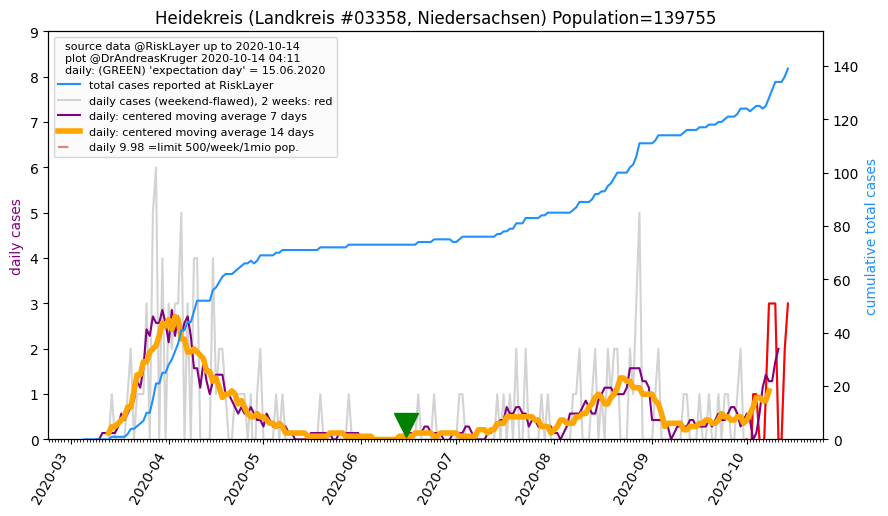 Heidekreis (Landkreis #03358, Niedersachsen) Population=139755
source data @RiskLayer up to 2020-10-14
plot @DrAndreasKruger 2020-10-14 04:11
daily: (GREEN) 'expectation day' = 15.06.2020
total cases reported at RiskLayer
daily cases (weekend-flawed), 2 weeks: red
daily: centered moving average 7 days
daily: centered moving average 14 days
daily 9.98 =limit 500/week/1mio pop.
daily cases
9
8
7
6
5
4
3
2
1
0
cumulative total cases
140
120
100
80
60
40
20
0
2020-03
2020-04
2020-05
2020-06
2020-07
2020-08
2020-09
2020-10